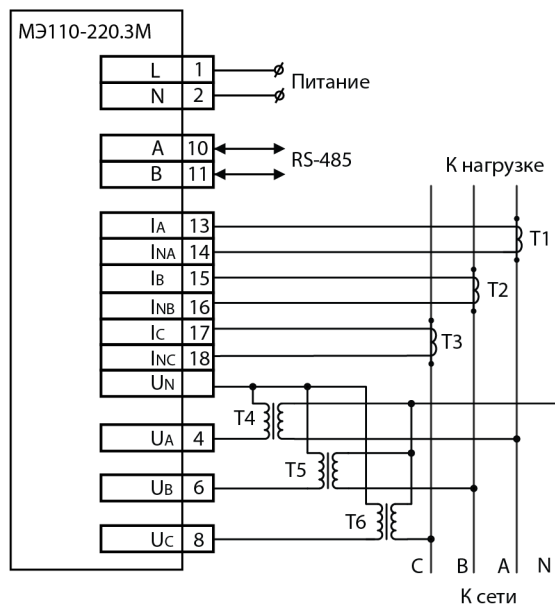 МЭ110-220.3М
L 1
N 2
Питание
A 10
B 11
RS-485
К нагрузке
IA 13
INA 14
IB 15
INB 16
IC 17
INC 18
UN
UA 4
UB 6
UC 8
T1
T2
T3
T4
T5
T6
C B A N
К сети